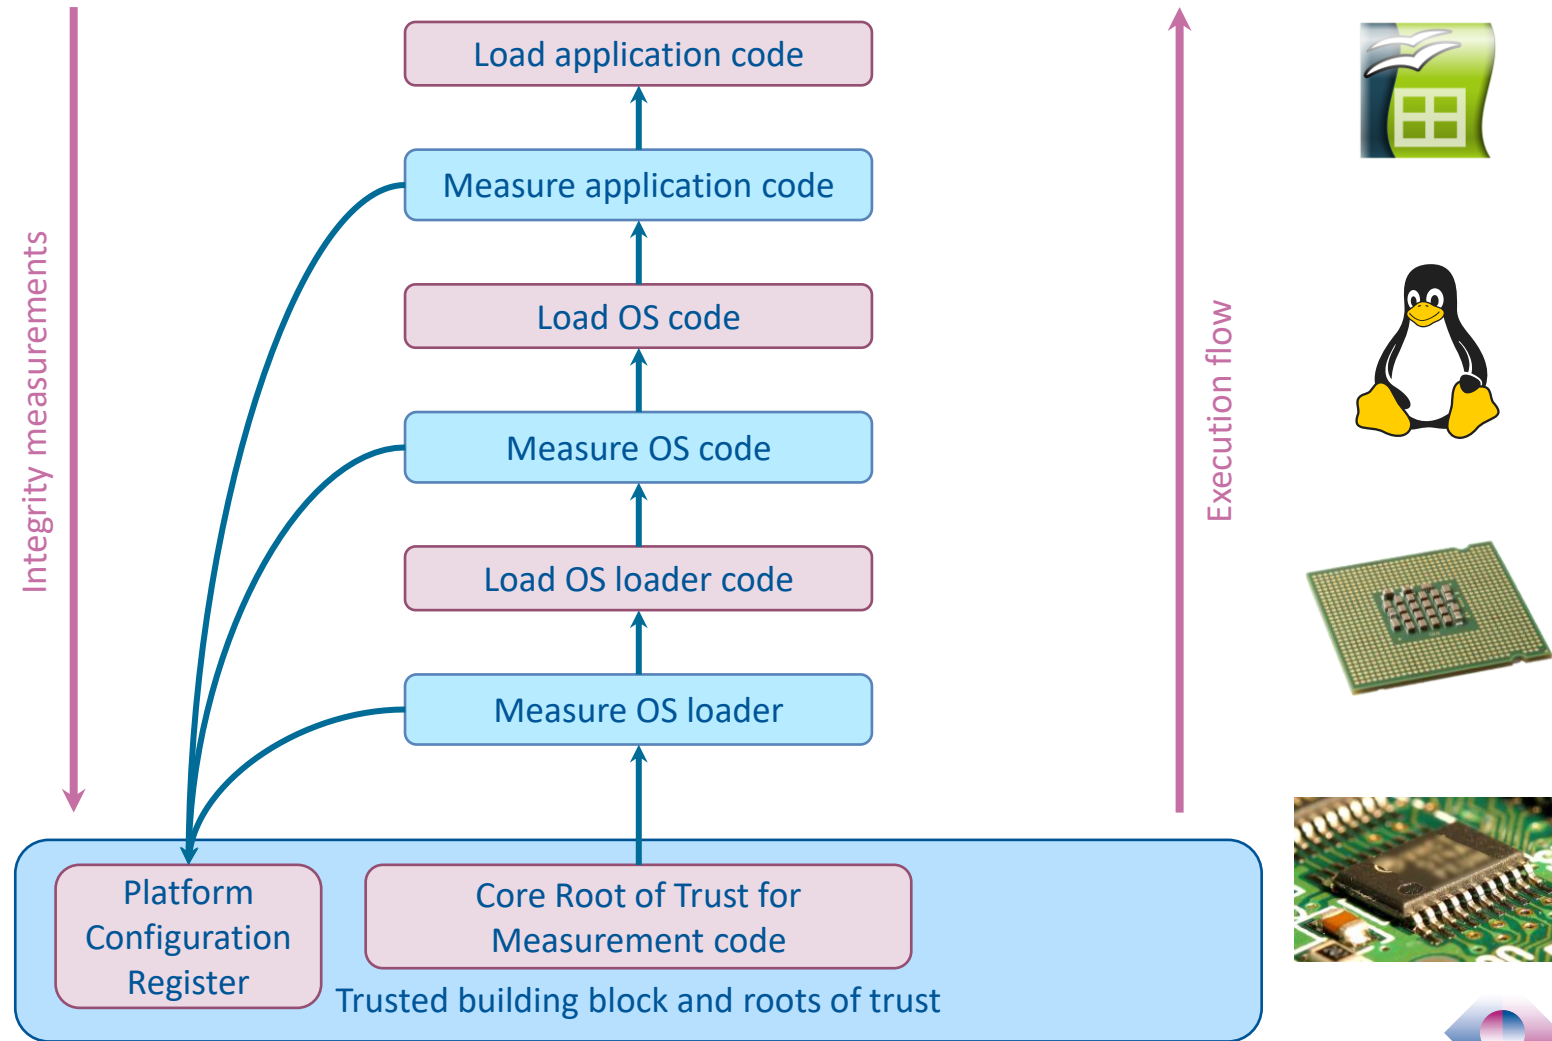 Load application code
Measure application code
Load OS code
Measure OS code
Load OS loader code
Measure OS loader
Integrity measurements
Execution flow
Platform
Configuration
Register
Core Root of Trust for
Measurement code
Trusted building block and roots of trust